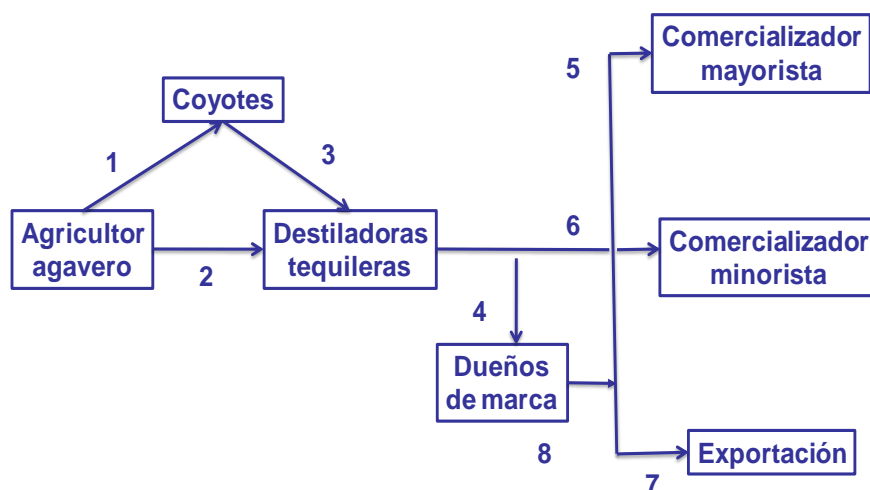 Comercializador
mayorista
5
Coyotes
1
3
Agricultor
agavero
2
Destiladoras
tequileras
6
Comercializador
minorista
4
Dueños
de marca
8
Exportación
7